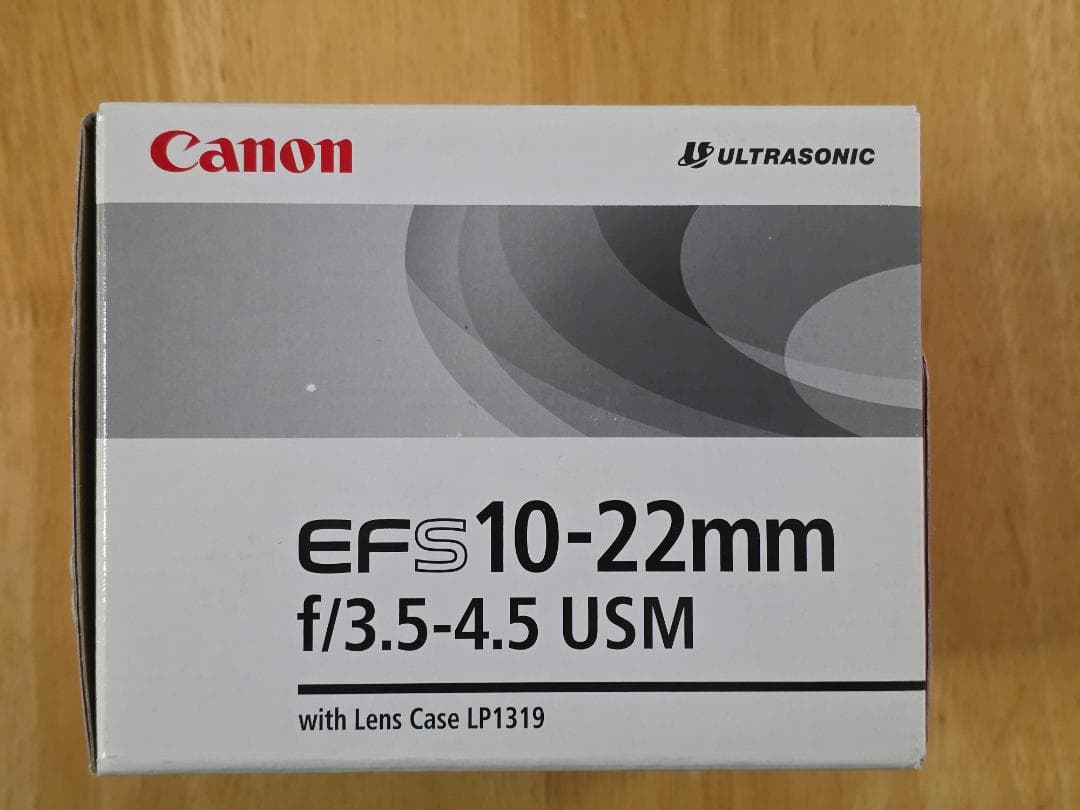 Canon
ULTRASONIC
EFS10-22mm
f/3.5-4.5 USM
with Lens Case LP1319